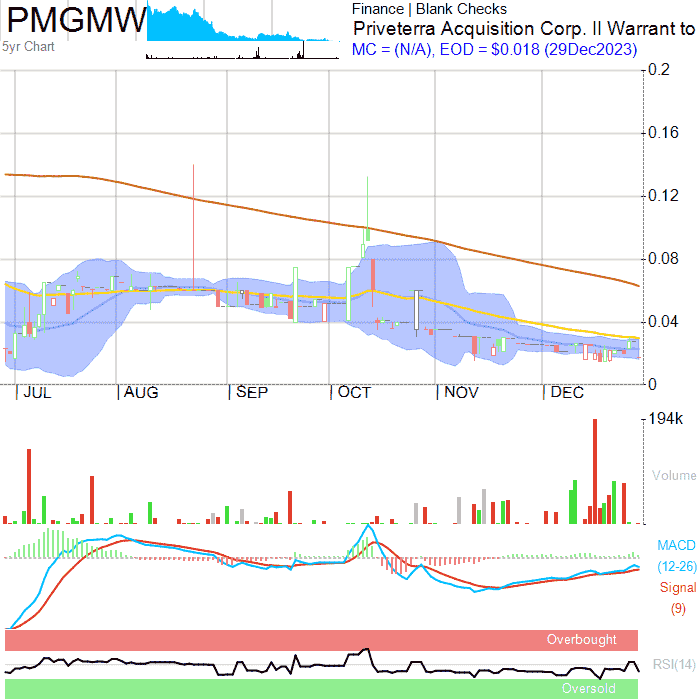 PMGMW
5yr Chart
Finance | Blank Checks
Priveterra Acquisition Corp. II Warrant to
MC = (N/A), EOD = $0.018 (29Dec2023)
0.2
0.16
0.12
0.08
0.04
0
JUL AUG SEP OCT NOV DEC
194k
Volume
MACD
(12-26)
Signal
(9)
Overbought
RSI(14)
Oversold